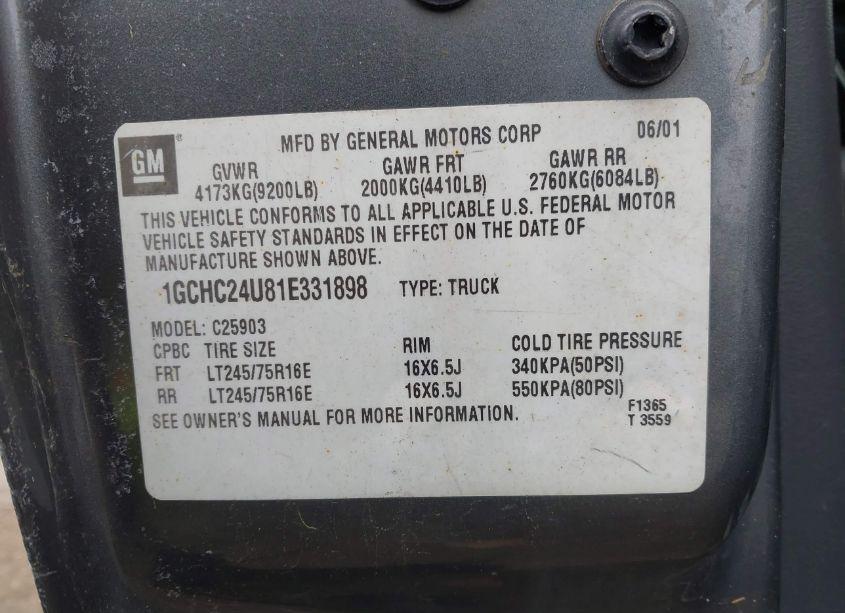 MFD BY GENERAL MOTORS CORP 06/01
GM®
GVWR GAWR FRT GAWR RR
4173KG(9200LB) 2000KG(4410LB) 2760KG(6084LB)
THIS VEHICLE CONFORMS TO ALL APPLICABLE U.S. FEDERAL MOTOR
VEHICLE SAFETY STANDARDS IN EFFECT ON THE DATE OF
MANUFACTURE SHOWN ABOVE.
1GCHC24U81E331898 TYPE: TRUCK
MODEL: C25903
CPBC TIRE SIZE RIM COLD TIRE PRESSURE
FRT LT245/75R16E 16X6.5J 340KPA(50PSI)
RR LT245/75R16E 16X6.5J 550KPA(80PSI)
SEE OWNER'S MANUAL FOR MORE INFORMATION.
F1365
T 3559